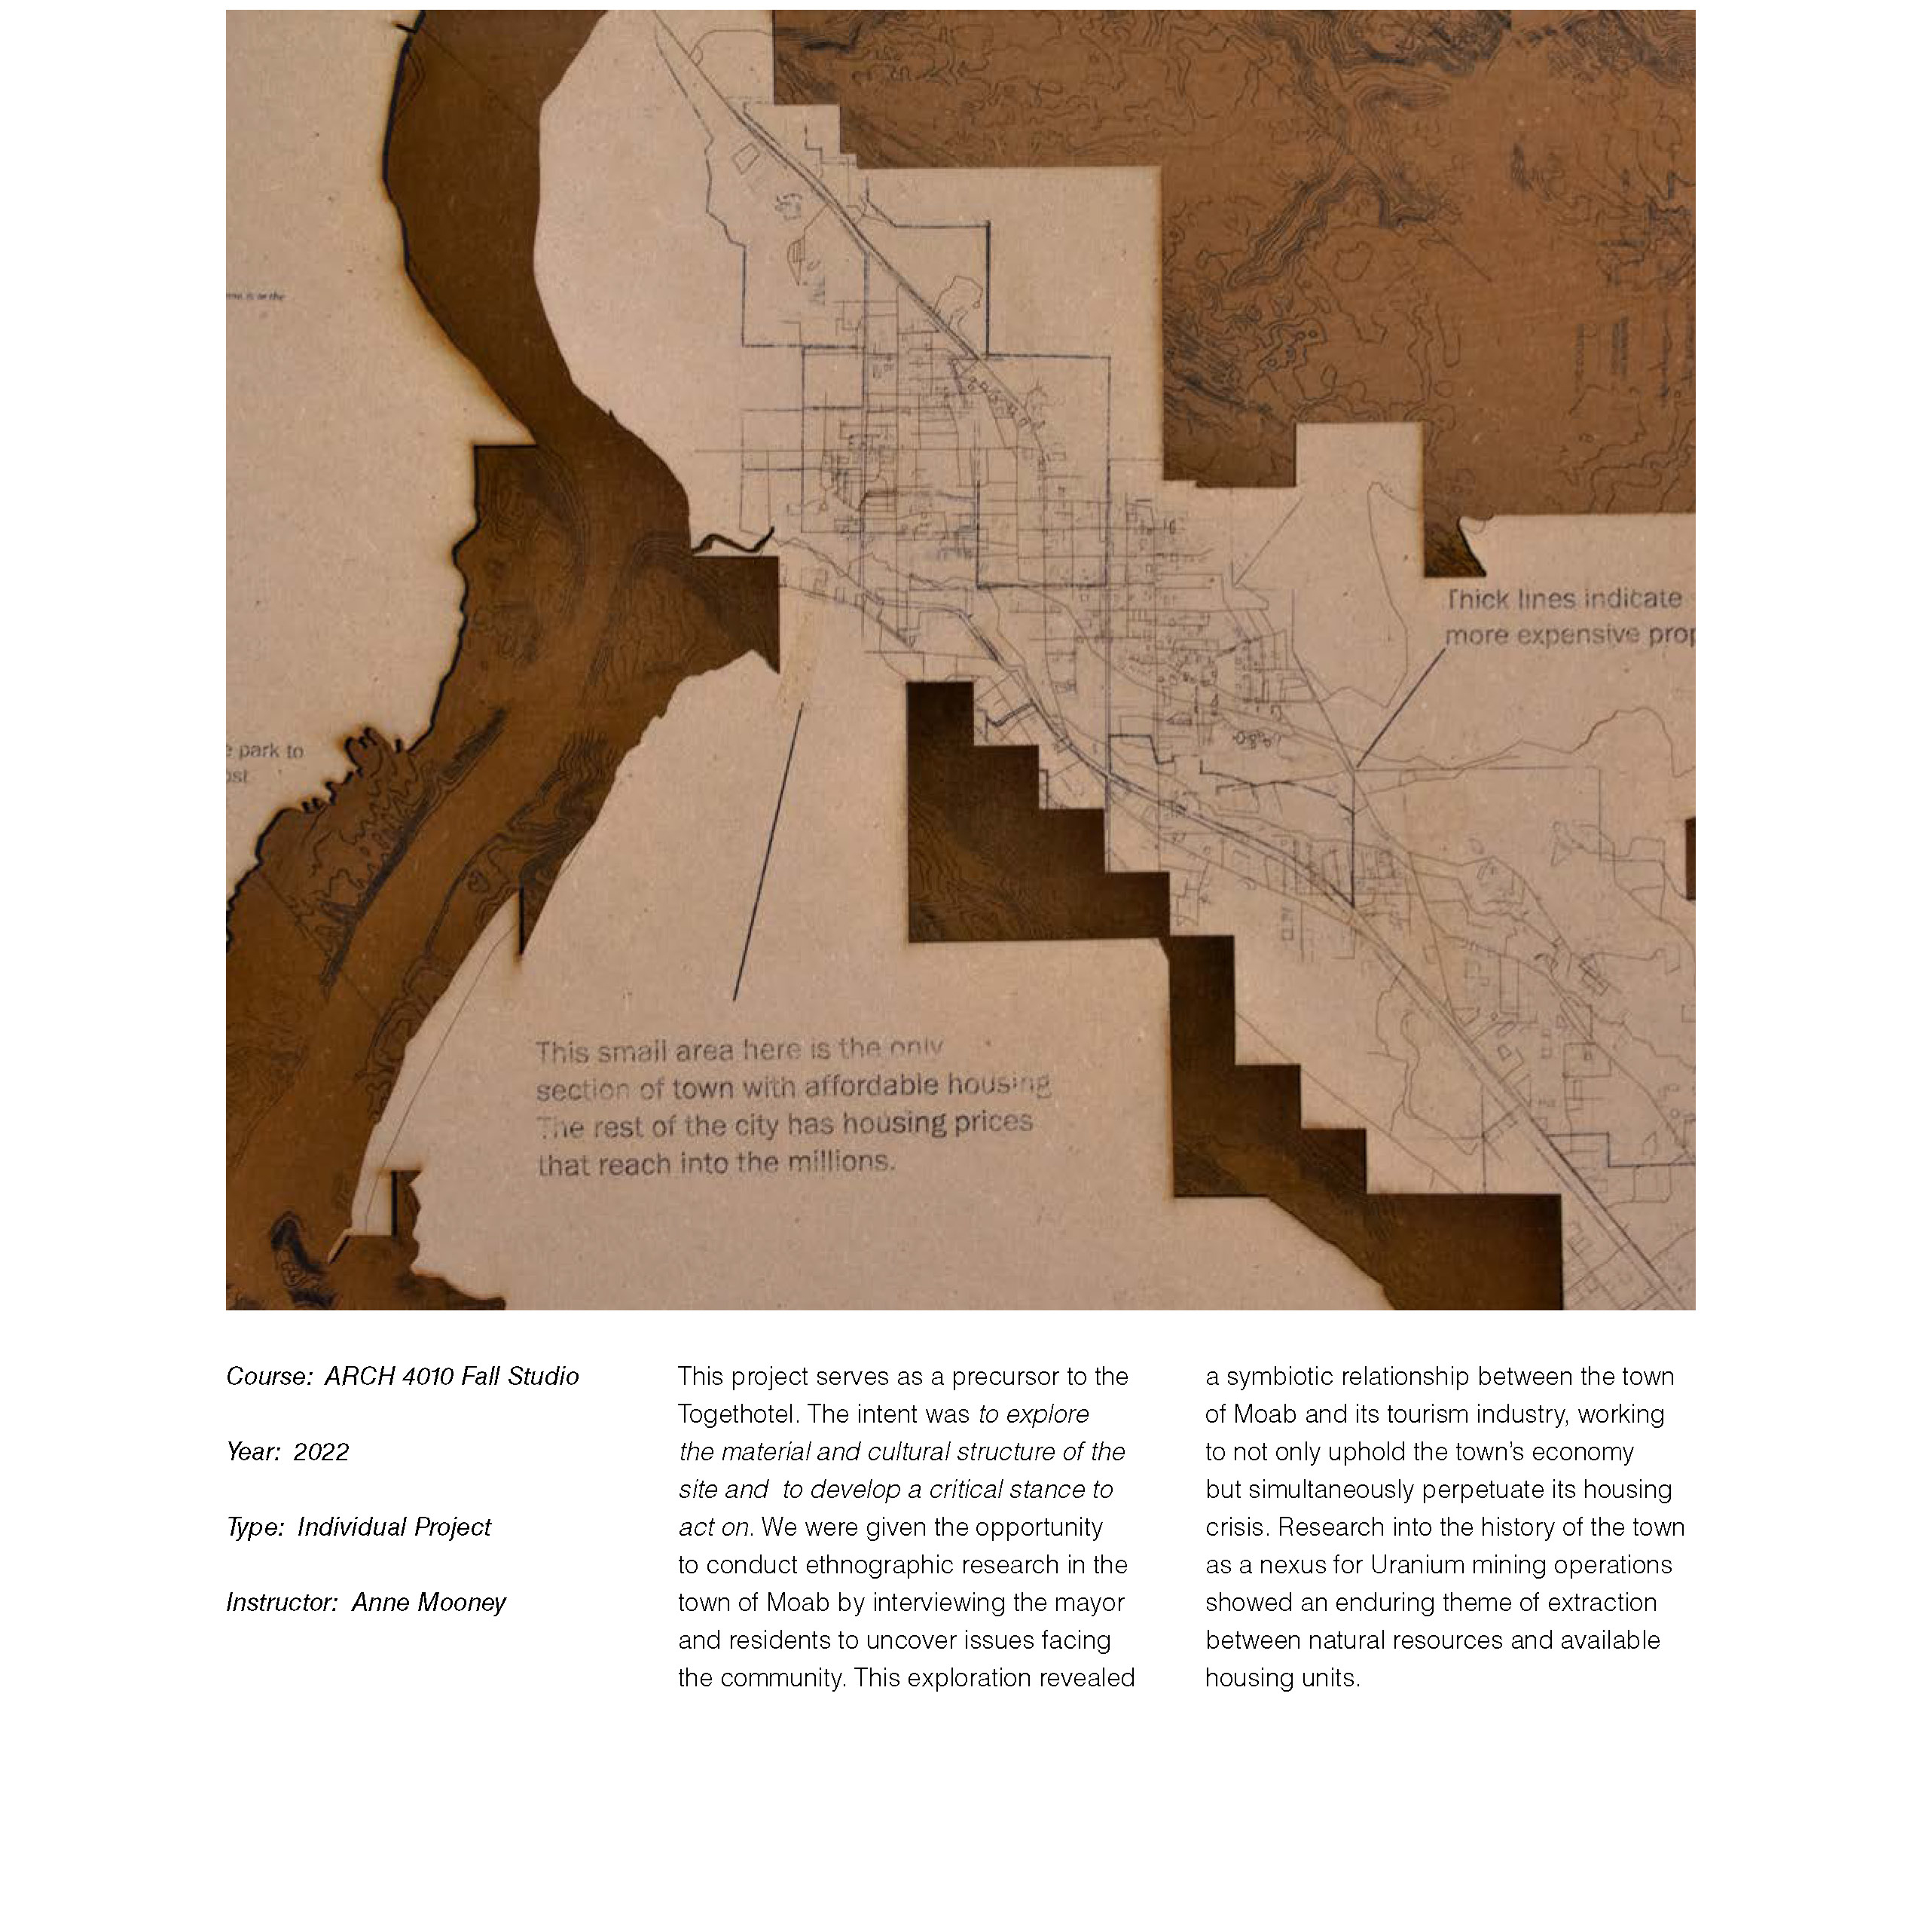 ne is in the
park to
Thick lines indicate
more expensive
This small area here is the only
section of town with affordable housing
The rest of the city has housing prices
that reach into the millions.
Course: ARCH 4010 Fall Studio
Year: 2022
Type: Individual Project
Instructor: Anne Mooney
This project serves as a precursor to the
Togethotel. The intent was to explore
the material and cultural structure of the
site and to develop a critical stance to
act on. We were given the opportunity
to conduct ethnographic research in the
town of Moab by interviewing the mayor
and residents to uncover issues facing
the community. This exploration revealed
a symbiotic relationship between the town
of Moab and its tourism industry, working
to not only uphold the town’s economy
but simultaneously perpetuate its housing
crisis. Research into the history of the town
as a nexus for Uranium mining operations
showed an enduring theme of extraction
between natural resources and available
housing units.